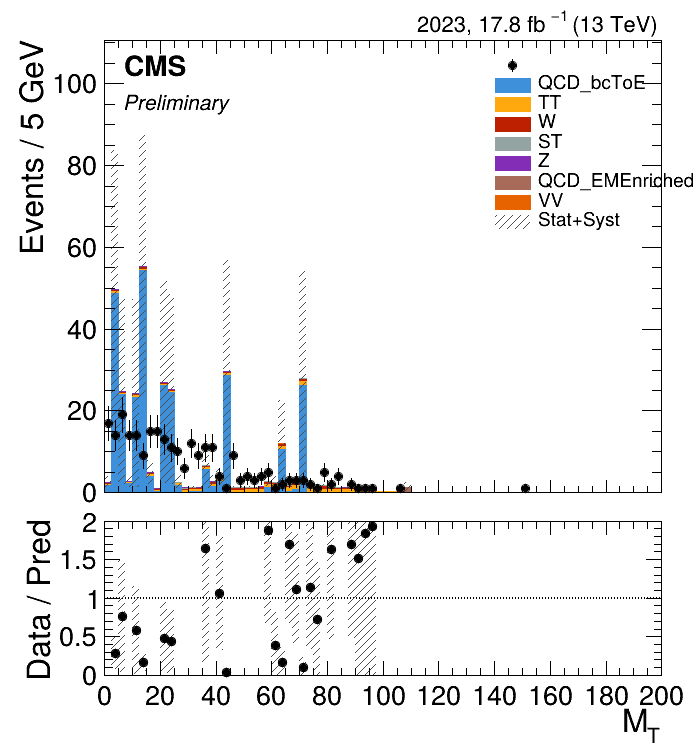 2023, 17.8 fb⁻¹ (13 TeV)
CMS
Preliminary
Events / 5 GeV
100
80
60
40
20
0
QCD_bcToE
TT
W
ST
Z
QCD_EMEnriched
VV
Stat+Syst
Data / Pred
2
1.5
1
0.5
0
0 20 40 60 80 100 120 140 160 180 200
M_T